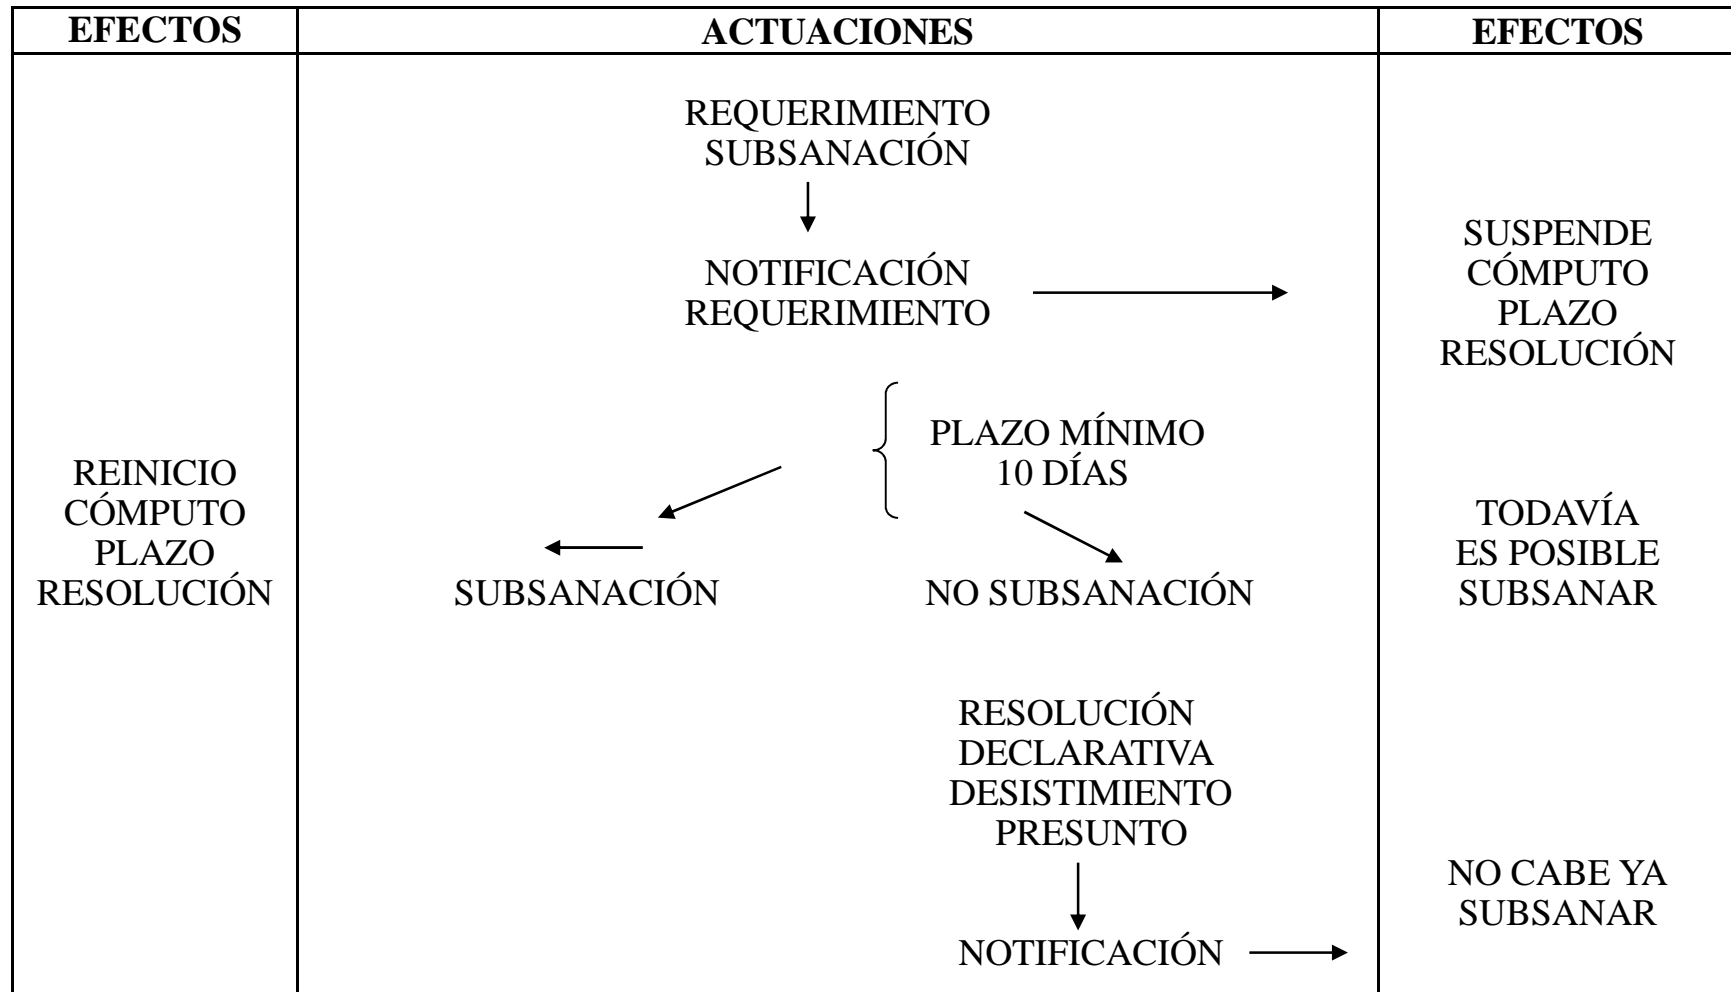 EFECTOS
ACTUACIONES
EFECTOS
REQUERIMIENTO
SUBSANACIÓN
NOTIFICACIÓN
REQUERIMIENTO
SUSPENDE
CÓMPUTO
PLAZO
RESOLUCIÓN
PLAZO MÍNIMO
10 DÍAS
REINICIO
CÓMPUTO
PLAZO
RESOLUCIÓN
SUBSANACIÓN
NO SUBSANACIÓN
TODAVÍA
ES POSIBLE
SUBSANAR
RESOLUCIÓN
DECLARATIVA
DESISTIMIENTO
PRESUNTO
NOTIFICACIÓN
NO CABE YA
SUBSANAR